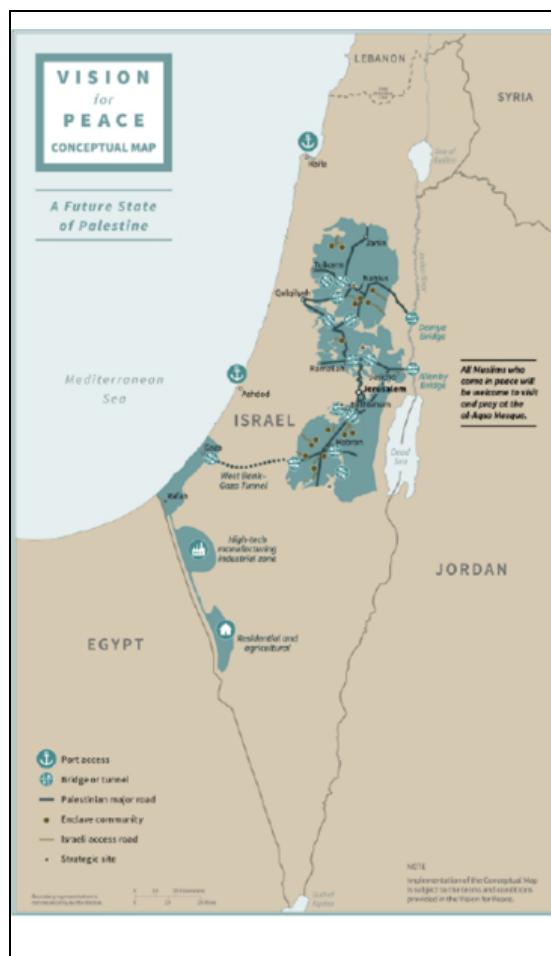 LEBANON
SYRIA
VISION
for
PEACE
CONCEPTUAL MAP
A Future State
of Palestine
Haifa
Sea of
Jenin
Tulkarm
Nablus
Qalqilyah
Damya
Bridge
Ramallah
Jericho
Allenby
Bridge
Jerusalem
All Muslims who
come in peace will
be welcome to visit
and pray at the
al-Aqsa Mosque.
Mediterranean
Sea
Ashdod
ISRAEL
Hebron
Dead
Sea
Gaza
West Bank-
Gaza Tunnel
Rafah
High-tech
manufacturing
industrial zone
JORDAN
EGYPT
Residential and
agricultural
Port access
Bridge or tunnel
Palestinian major road
Enclave community
Israeli access road
Strategic site
NOTE
Implementation of the Conceptual Map
is subject to the terms and conditions
provided in the Vision for Peace.